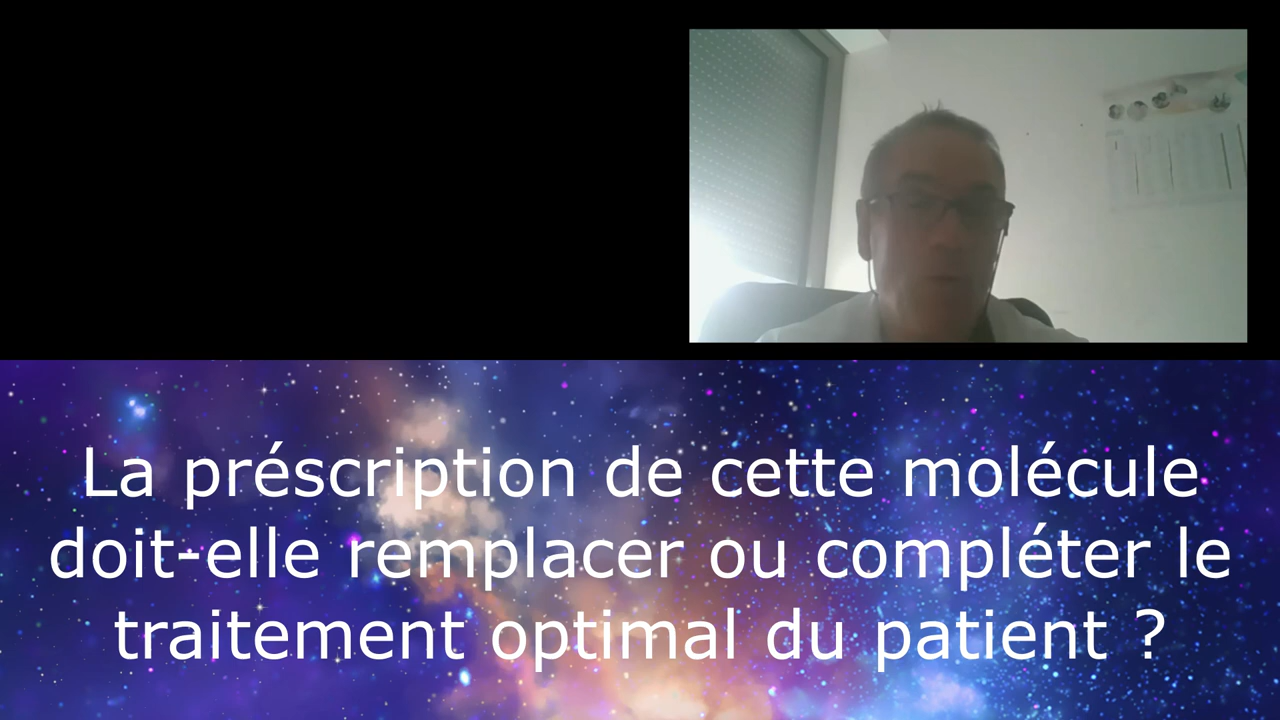 La préscription de cette molécule
doit-elle remplacer ou compléter le
traitement optimal du patient ?